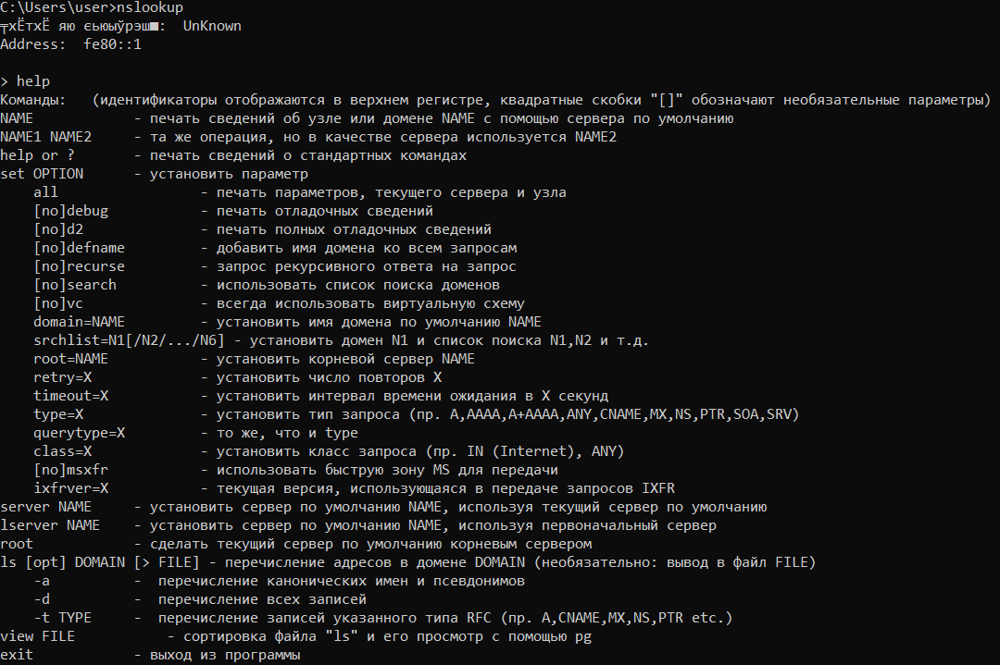 C:\Users\user>nslookup
╤хЁтхЁ яю єьюыўрэш■:  UnKnown
Address:  fe80::1
> help
Команды:   (идентификаторы отображаются в верхнем регистре, квадратные скобки "[]" обозначают необязательные параметры)
NAME            - печать сведений об узле или домене NAME с помощью сервера по умолчанию
NAME1 NAME2     - та же операция, но в качестве сервера используется NAME2
help or ?       - печать сведений о стандартных командах
set OPTION      - установить параметр
    all                 - печать параметров, текущего сервера и узла
    [no]debug           - печать отладочных сведений
    [no]d2              - печать полных отладочных сведений
    [no]defname         - добавить имя домена ко всем запросам
    [no]recurse         - запрос рекурсивного ответа на запрос
    [no]search          - использовать список поиска доменов
    [no]vc              - всегда использовать виртуальную схему
    domain=NAME         - установить имя домена по умолчанию NAME
    srchlist=N1[/N2/.../N6] - установить домен N1 и список поиска N1,N2 и т.д.
    root=NAME           - установить корневой сервер NAME
    retry=X             - установить число повторов X
    timeout=X           - установить интервал времени ожидания в X секунд
    type=X              - установить тип запроса (пр. A,AAAA,A+AAAA,ANY,CNAME,MX,NS,PTR,SOA,SRV)
    querytype=X         - то же, что и type
    class=X             - установить класс запроса (пр. IN (Internet), ANY)
    [no]msxfr           - использовать быструю зону MS для передачи
    ixfrver=X           - текущая версия, использующаяся в передаче запросов IXFR
server NAME     - установить сервер по умолчанию NAME, используя текущий сервер по умолчанию
lserver NAME    - установить сервер по умолчанию NAME, используя первоначальный сервер
root            - сделать текущий сервер по умолчанию корневым сервером
ls [opt] DOMAIN [> FILE] - перечисление адресов в домене DOMAIN (необязательно: вывод в файл FILE)
    -a          -  перечисление канонических имен и псевдонимов
    -d          -  перечисление всех записей
    -t TYPE     -  перечисление записей указанного типа RFC (пр. A,CNAME,MX,NS,PTR etc.)
view FILE           - сортировка файла "ls" и его просмотр с помощью pg
exit            - выход из программы